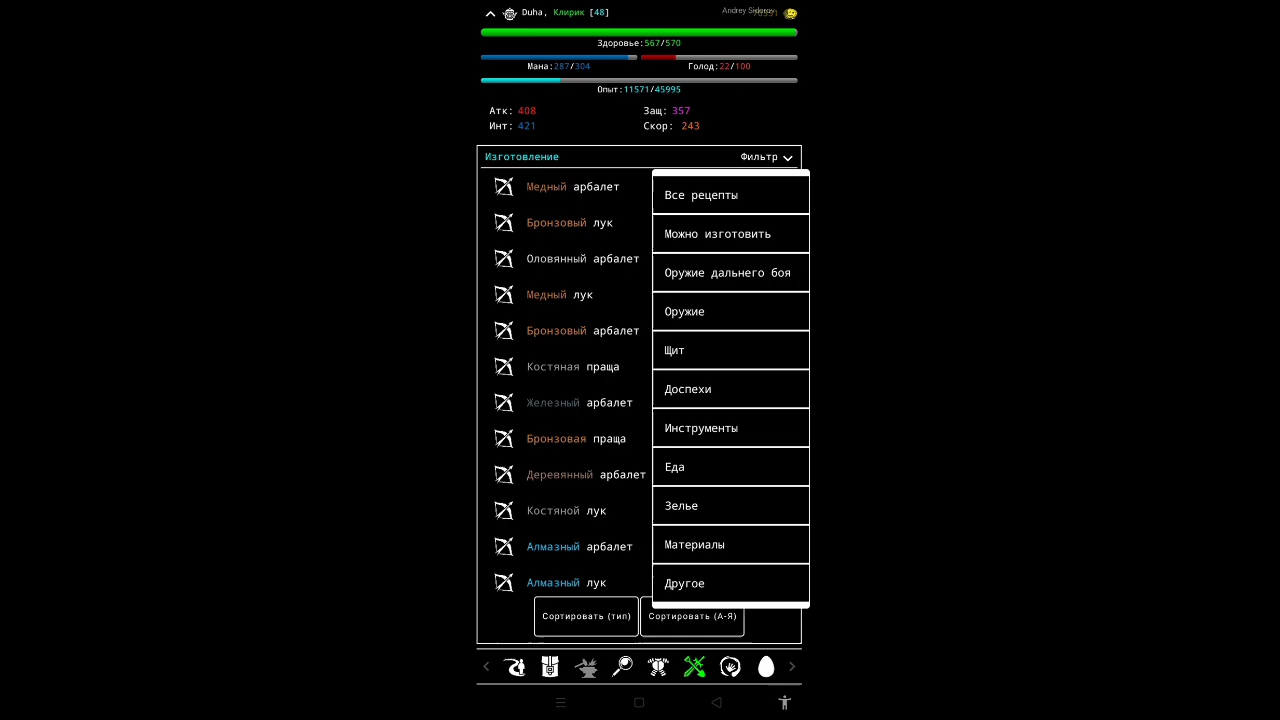 Duha, Клирик [48]
Andrey Sidorov
Здоровье:567/570
Мана:287/304
Голод:22/100
Опыт:11571/45995
Атк: 408
Защ: 357
Инт: 421
Скор: 243
Изготовление
Фильтр
Медный арбалет
Бронзовый лук
Оловянный арбалет
Медный лук
Бронзовый арбалет
Костяная праща
Железный арбалет
Бронзовая праща
Деревянный арбалет
Костяной лук
Алмазный арбалет
Алмазный лук
Все рецепты
Можно изготовить
Оружие дальнего боя
Оружие
Щит
Доспехи
Инструменты
Еда
Зелье
Материалы
Другое
Сортировать (тип)
Сортировать (А-Я)